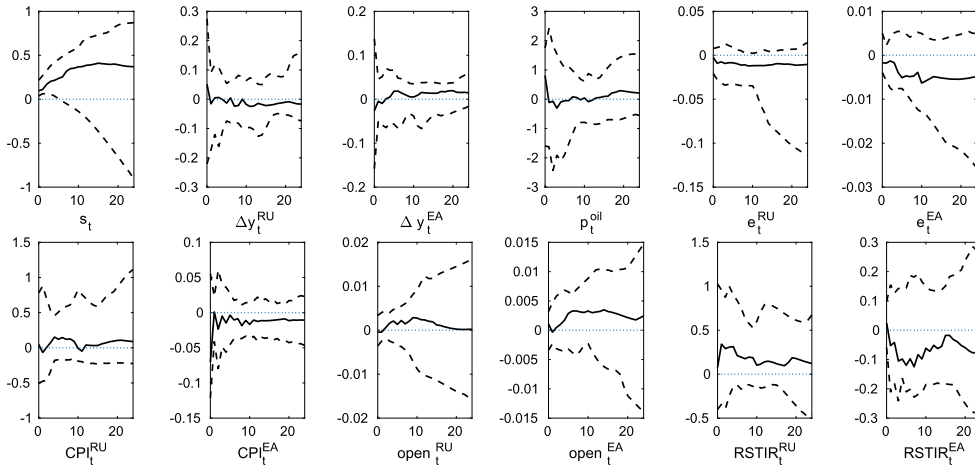 1
0.5
0
-0.5
-1
0 10 20
s_t
0.3
0.2
0.1
0
-0.1
-0.2
-0.3
0 10 20
Δy_t^RU
0.2
0.1
0
-0.1
-0.2
0 10 20
Δ y_t^EA
3
2
1
0
-1
-2
-3
0 10 20
p_t^oil
0.05
0
-0.05
-0.1
-0.15
0 10 20
e_t^RU
0.01
0
-0.01
-0.02
-0.03
0 10 20
e_t^EA
1.5
1
0.5
0
-0.5
-1
0 10 20
CPI_t^RU
0.1
0.05
0
-0.05
-0.1
-0.15
0 10 20
CPI_t^EA
0.02
0.01
0
-0.01
-0.02
0 10 20
open _t^RU
0.015
0.01
0.005
0
-0.005
-0.01
-0.015
0 10 20
open _t^EA
1.5
1
0.5
0
-0.5
0 10 20
RSTIR_t^RU
0.3
0.2
0.1
0
-0.1
-0.2
-0.3
0 10 20
RSTIR_t^EA